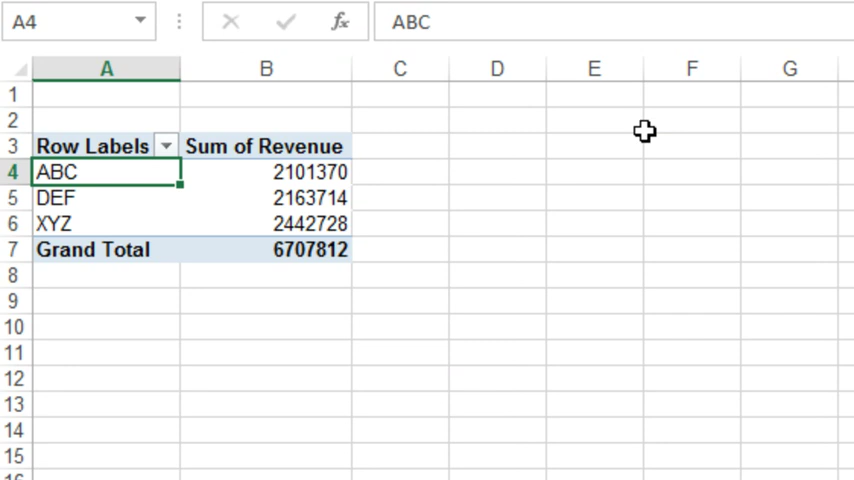 A4 fx ABC
A B C D E F G
1
2
3 Row Labels Sum of Revenue
4 ABC 2101370
5 DEF 2163714
6 XYZ 2442728
7 Grand Total 6707812
8
9
10
11
12
13
14
15